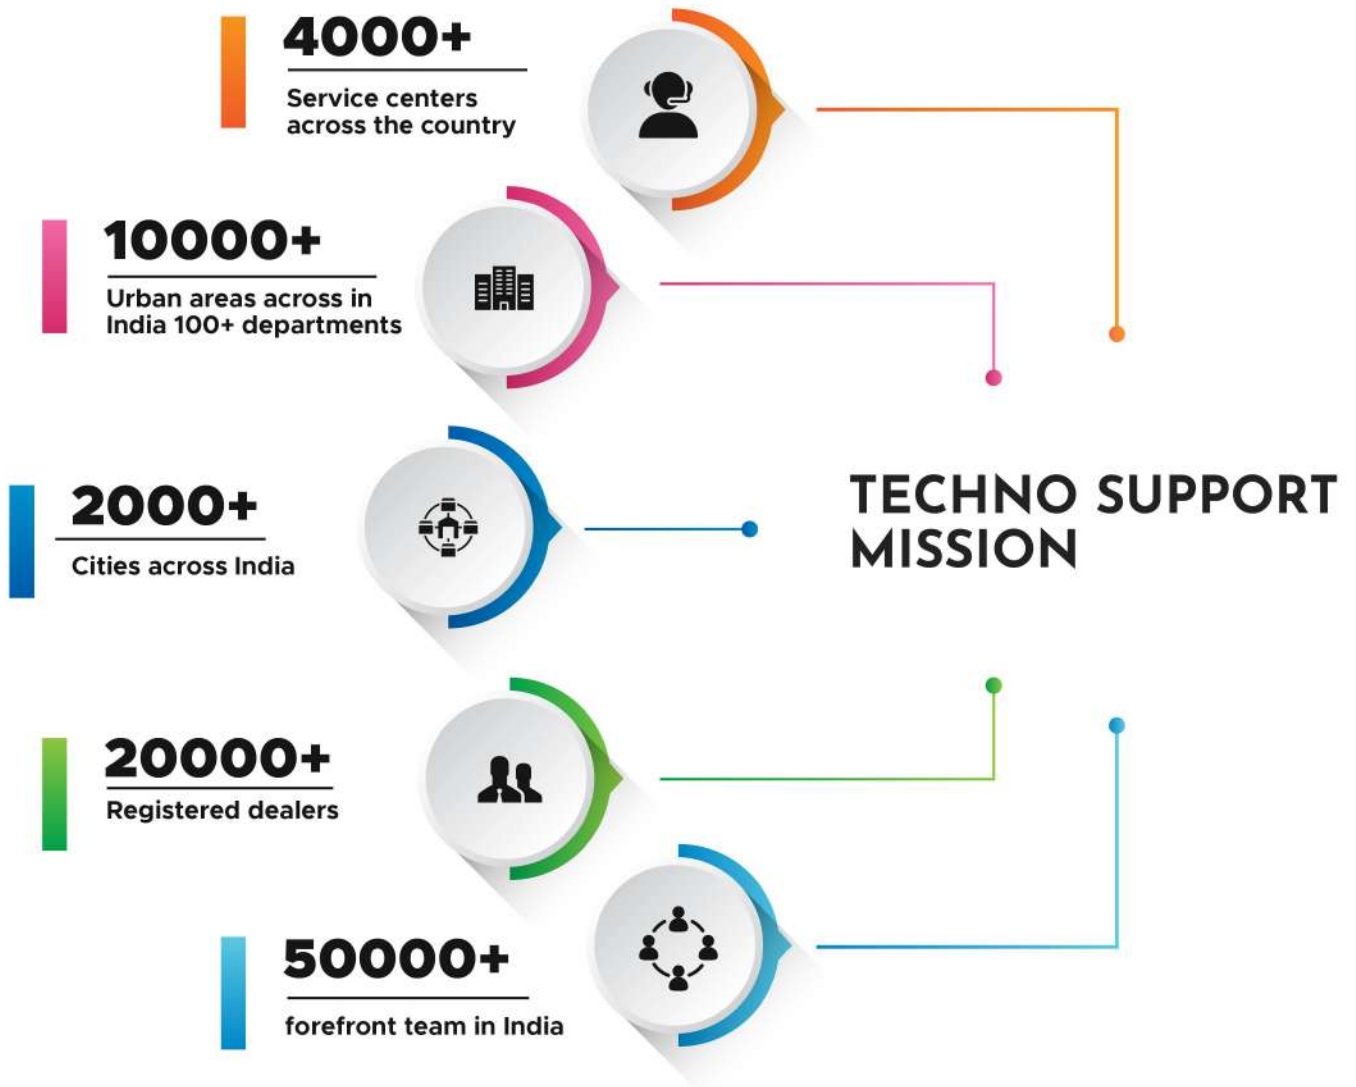 4000+
Service centers
across the country
10000+
Urban areas across in
India 100+ departments
2000+
Cities across India
TECHNO SUPPORT
MISSION
20000+
Registered dealers
50000+
forefront team in India